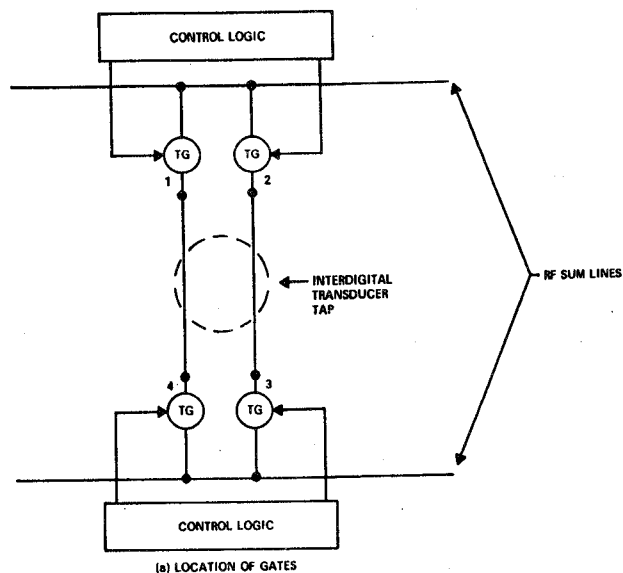 CONTROL LOGIC
TG
TG
1
2
INTERDIGITAL
TRANSDUCER
TAP
RF SUM LINES
4
3
TG
TG
CONTROL LOGIC
(a) LOCATION OF GATES